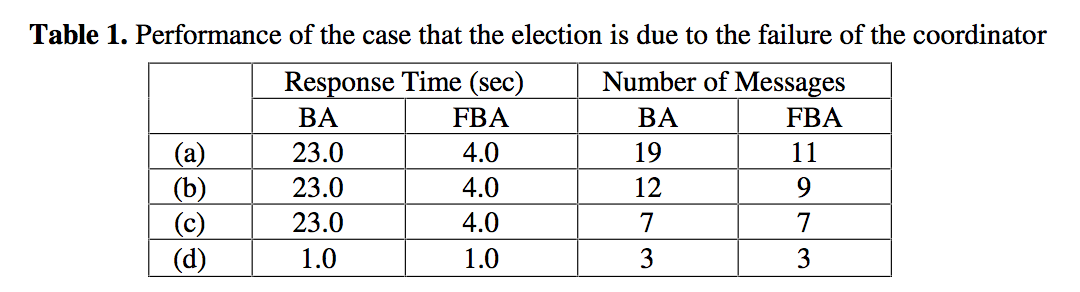 Table 1. Performance of the case that the election is due to the failure of the coordinator
Response Time (sec) Number of Messages
BA FBA BA FBA
(a) 23.0 4.0 19 11
(b) 23.0 4.0 12 9
(c) 23.0 4.0 7 7
(d) 1.0 1.0 3 3